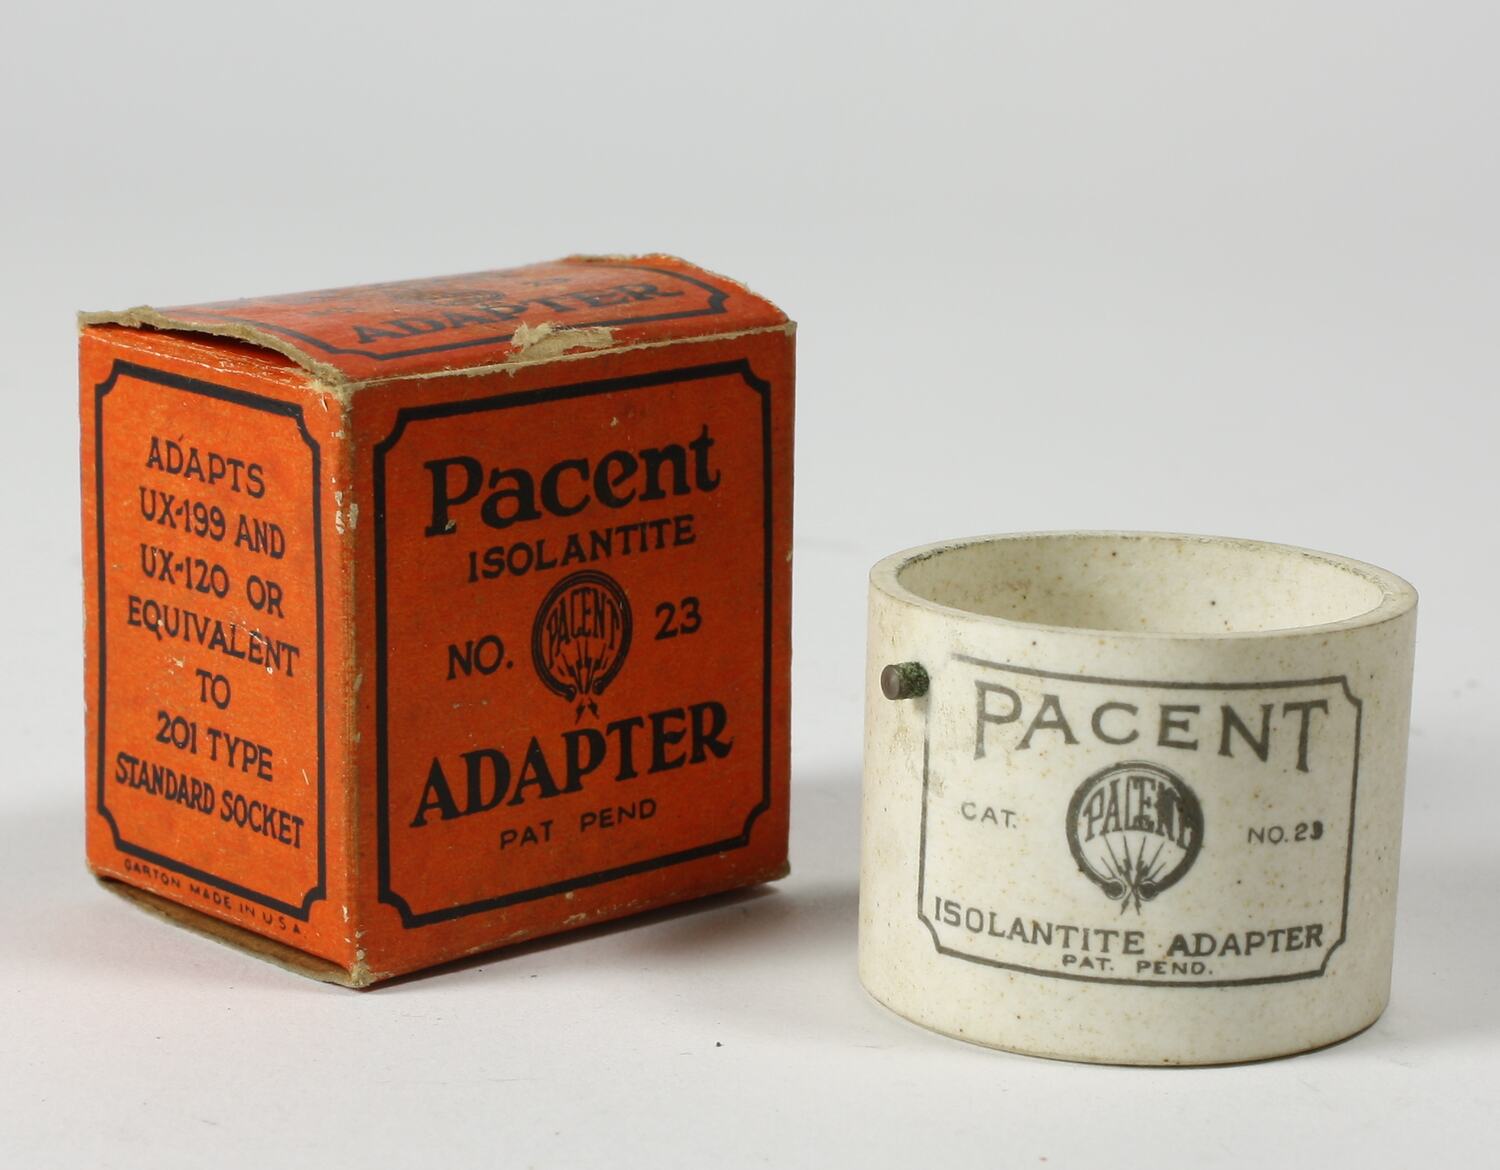 23
ADAPTER
ADAPTS
UX-199 AND
UX-120 OR
EQUIVALENT
TO
201 TYPE
STANDARD SOCKET
CARTON MADE IN U.S.A.
Pacent
ISOLANTITE
NO. PACENT 23
ADAPTER
PAT PEND
PACENT
CAT. PACENT NO. 23
ISOLANTITE ADAPTER
PAT. PEND.